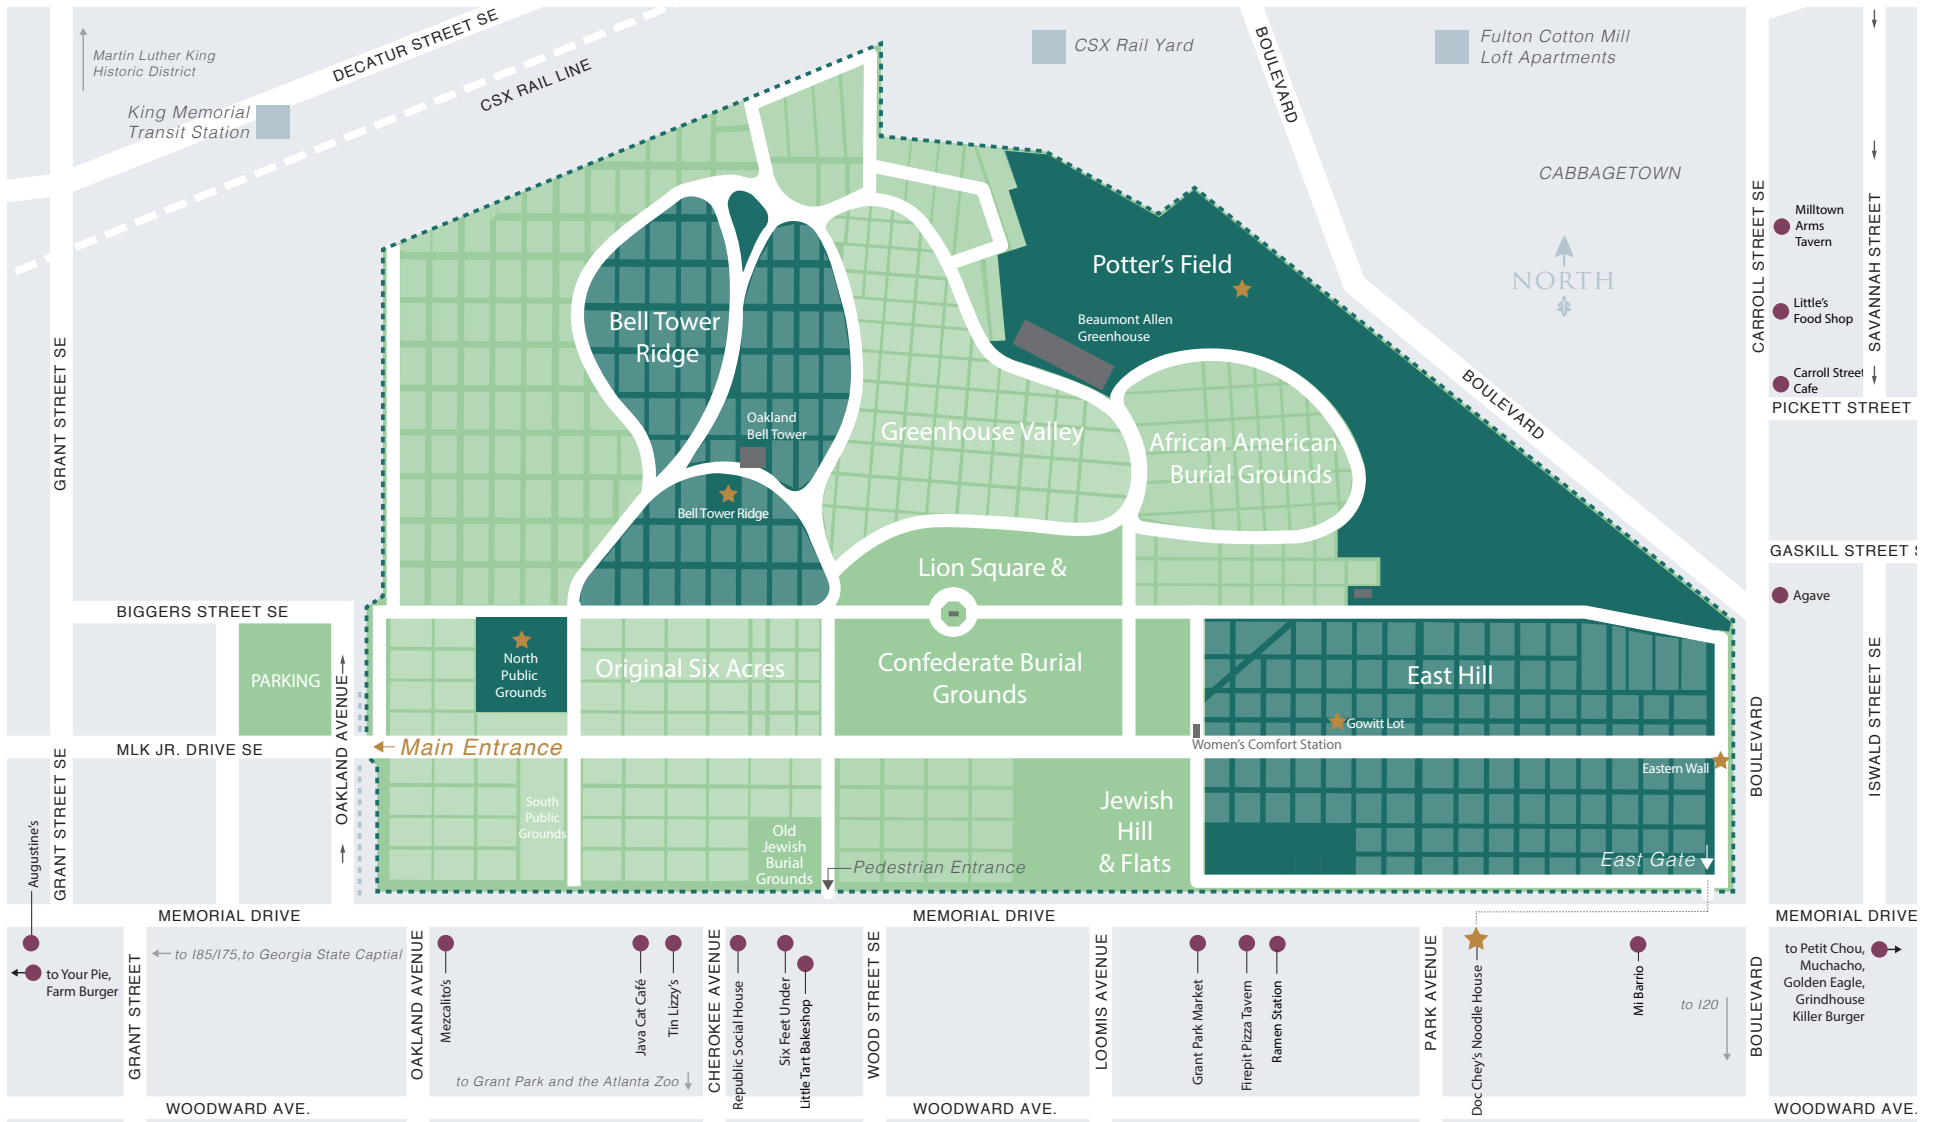 DECATUR STREET SE
Martin Luther King
Historic District
CSX RAIL LINE
King Memorial
Transit Station
CSX Rail Yard
BOULEVARD
Fulton Cotton Mill
Loft Apartments
CABBAGETOWN
NORTH
CARROLL STREET SE
SAVANNAH STREET
Milltown
Arms
Tavern
Little's
Food Shop
Carroll Street
Cafe
PICKETT STREET
BOULEVARD
Potter's Field
Beaumont Allen
Greenhouse
Bell Tower
Ridge
Oakland
Bell Tower
Bell Tower Ridge
Greenhouse Valley
African American
Burial Grounds
GRANT STREET SE
GASKILL STREET S
Agave
Lion Square &
Confederate Burial
Grounds
BIGGERS STREET SE
PARKING
OAKLAND AVENUE
North
Public
Grounds
Original Six Acres
East Hill
Gowitt Lot
Women's Comfort Station
Eastern Wall
BOULEVARD
ISWALD STREET SE
MLK JR. DRIVE SE
Main Entrance
GRANT STREET SE
Augustine's
South
Public
Grounds
Old
Jewish
Burial
Grounds
Pedestrian Entrance
Jewish
Hill
& Flats
East Gate
MEMORIAL DRIVE
MEMORIAL DRIVE
MEMORIAL DRIVE
to Your Pie,
Farm Burger
GRANT STREET
to I85/I75,to Georgia State Captial
OAKLAND AVENUE
Mezcalito's
Java Cat Café
Tin Lizzy's
to Grant Park and the Atlanta Zoo
CHEROKEE AVENUE
Republic Social House
Six Feet Under
Little Tart Bakeshop
WOOD STREET SE
LOOMIS AVENUE
Grant Park Market
Firepit Pizza Tavern
Ramen Station
PARK AVENUE
Doc Chey's Noodle House
Mi Barrio
to I20
BOULEVARD
to Petit Chou,
Muchacho,
Golden Eagle,
Grindhouse
Killer Burger
WOODWARD AVE.
WOODWARD AVE.
WOODWARD AVE.